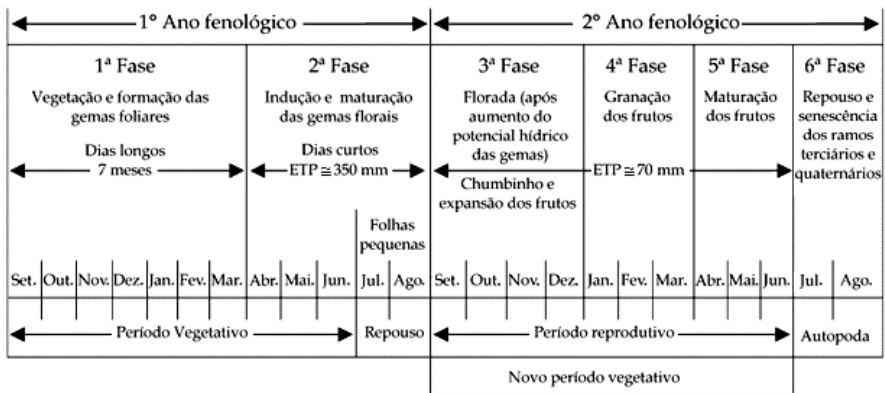 1º Ano fenológico
2º Ano fenológico
1ª Fase
Vegetação e formação das
gemas foliares
Dias longos
7 meses
2ª Fase
Indução e maturação
das gemas florais
Dias curtos
ETP ≅ 350 mm
Folhas
pequenas
3ª Fase
Florada (após
aumento do
potencial hídrico
das gemas)
Chumbinho e
expansão dos frutos
4ª Fase
Granação
dos frutos
ETP ≅ 70 mm
5ª Fase
Maturação
dos frutos
6ª Fase
Repouso e
senescência
dos ramos
terciários e
quaternários
Set. Out. Nov. Dez. Jan. Fev. Mar. Abr. Mai. Jun. Jul. Ago. Set. Out. Nov. Dez. Jan. Fev. Mar. Abr. Mai. Jun. Jul. Ago.
Período Vegetativo Repouso Período reprodutivo Autopoda
Novo período vegetativo